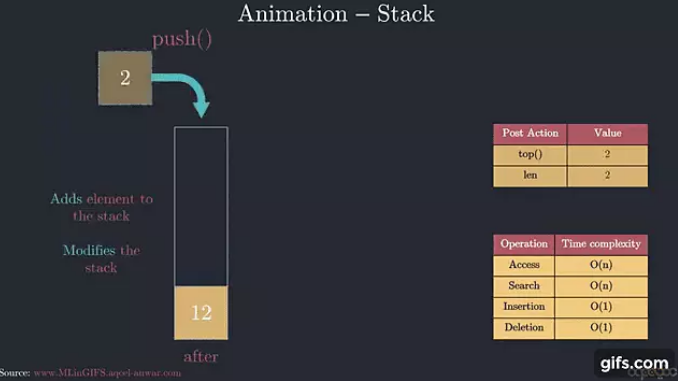 Animation – Stack
push()
2
Adds element to
the stack
Modifies the
stack
12
after
Post Action Value
top() 2
len 2
Operation Time complexity
Access O(n)
Search O(n)
Insertion O(1)
Deletion O(1)
Source: www.MLinGIFS.aqeel-anwar.com
gifs.com